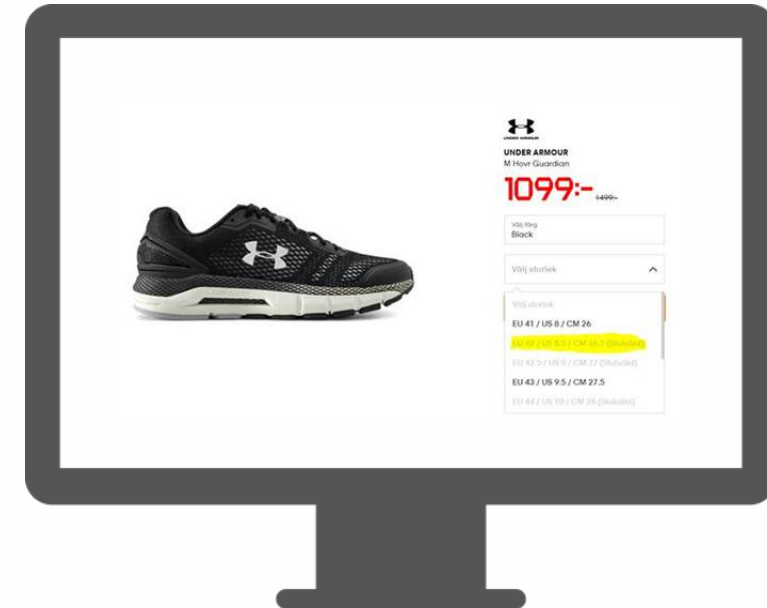 UNDER ARMOUR
UNDER ARMOUR
M Hovr Guardian
1099:- 1499:-
Välj färg
Black
Välj storlek
Välj storlek
EU 41 / US 8 / CM 26
EU 42 / US 8.5 / CM 26.5 (Slutsåld)
EU 42.5 / US 9 / CM 27 (Slutsåld)
EU 43 / US 9.5 / CM 27.5
EU 44 / US 10 / CM 28 (Slutsåld)